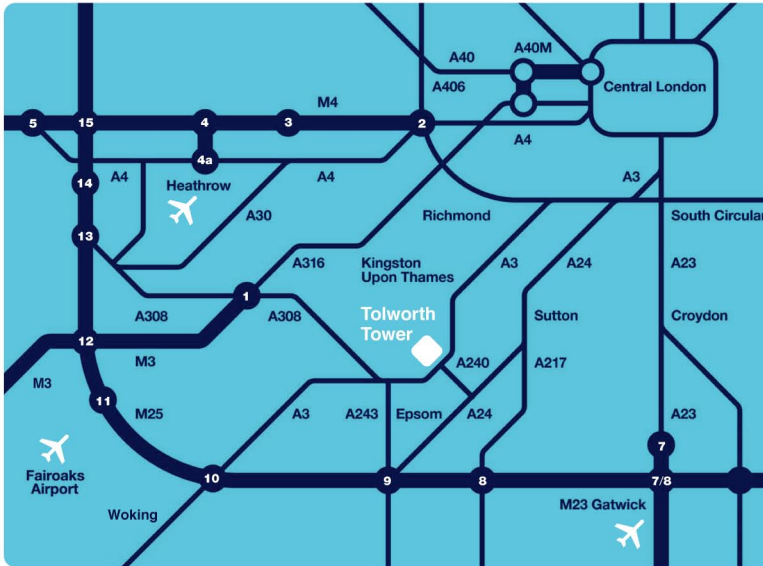 A40M
A40
A406
Central London
M4
5
15
4
3
2
A4
4a
A4
A4
14
Heathrow
A3
A30
Richmond
South Circular
13
A316
Kingston
Upon Thames
A3
A24
A23
1
A308
A308
Tolworth
Tower
Sutton
Croydon
12
M3
A240
A217
M3
11
M25
A3
A243
Epsom
A24
A23
7
Fairoaks
Airport
10
9
8
7/8
M23 Gatwick
Woking